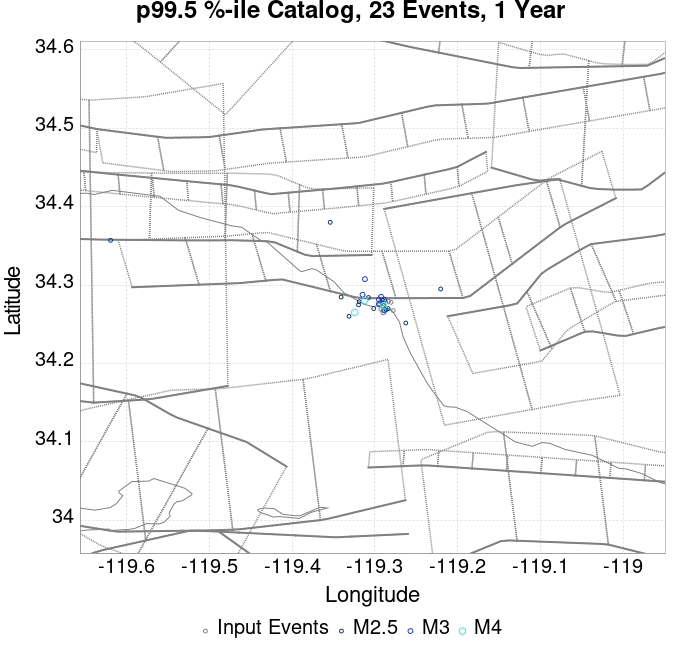 p99.5 %-ile Catalog, 23 Events, 1 Year
34.6
34.5
34.4
34.3
34.2
34.1
34
Latitude
-119.6 -119.5 -119.4 -119.3 -119.2 -119.1 -119
Longitude
Input Events M2.5 M3 M4